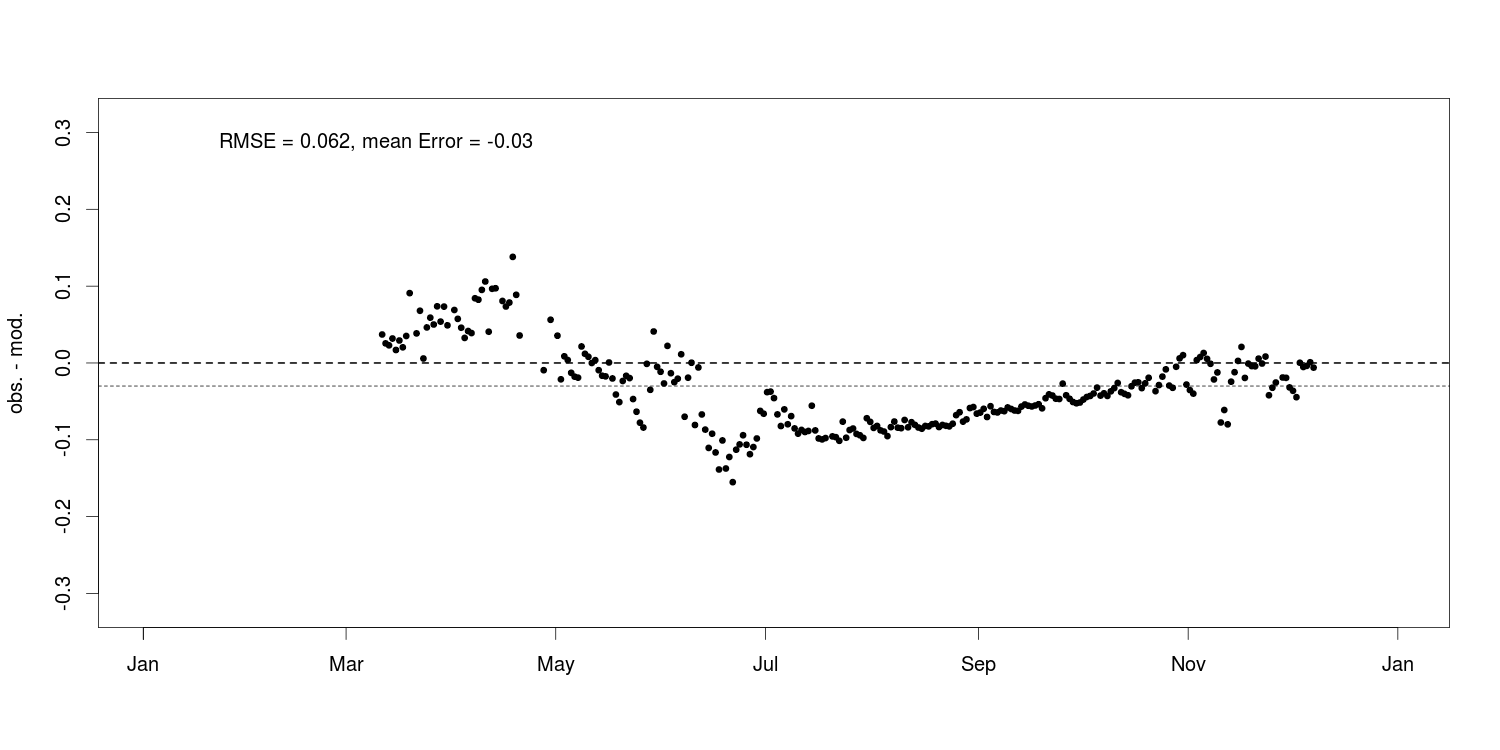 RMSE = 0.062, mean Error = -0.03
obs. - mod.
0.3
0.2
0.1
0.0
-0.1
-0.2
-0.3
Jan Mar May Jul Sep Nov Jan